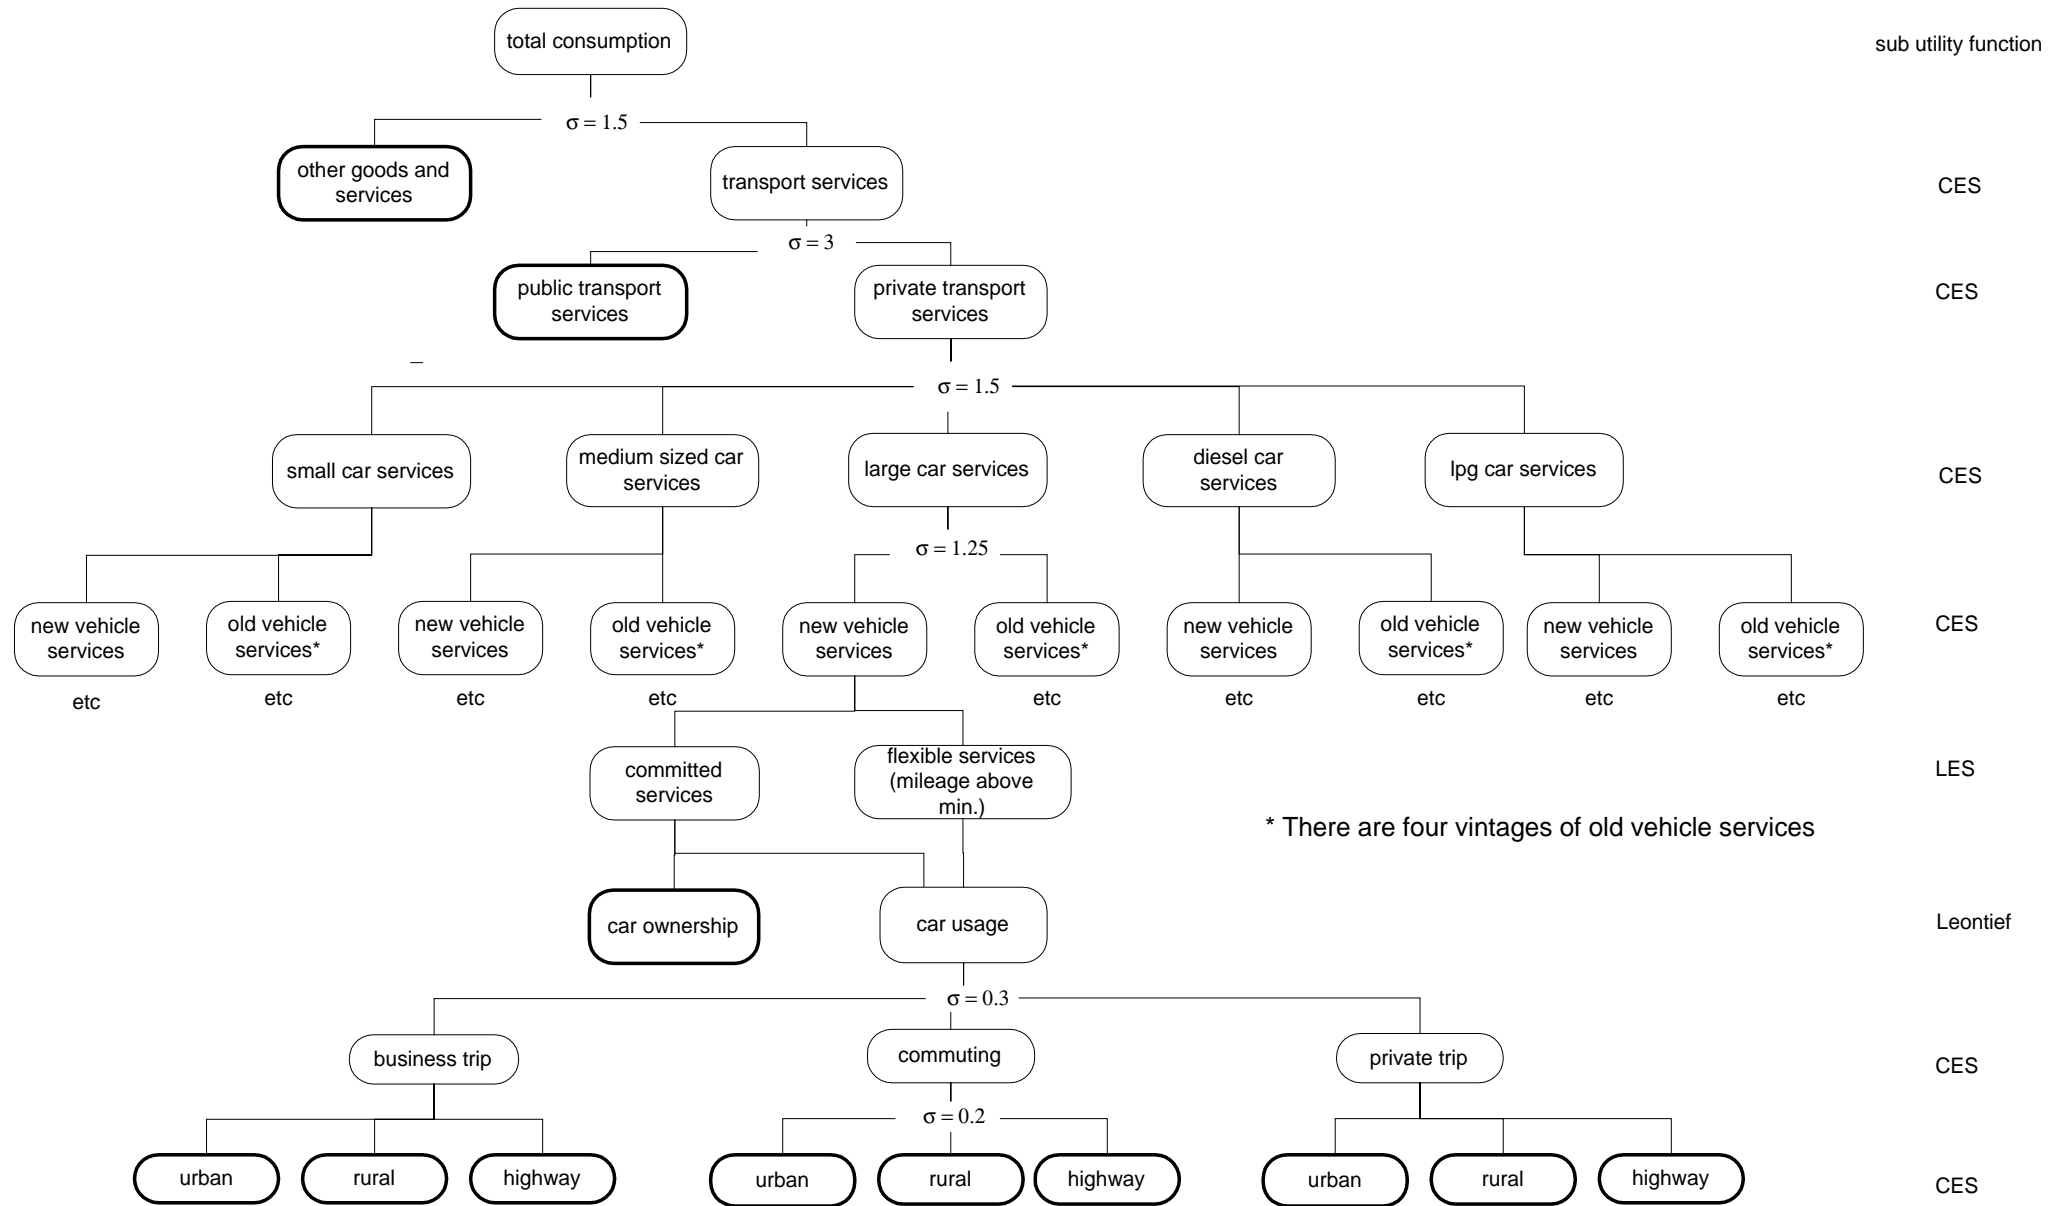 total consumption
sub utility function
σ = 1.5
other goods and
services
transport services
CES
σ = 3
public transport
services
private transport
services
CES
–
σ = 1.5
small car services
medium sized car
services
large car services
diesel car
services
lpg car services
CES
σ = 1.25
new vehicle
services
old vehicle
services*
new vehicle
services
old vehicle
services*
new vehicle
services
old vehicle
services*
new vehicle
services
old vehicle
services*
new vehicle
services
old vehicle
services*
CES
etc
etc
etc
etc
etc
etc
etc
etc
etc
committed
services
flexible services
(mileage above
min.)
LES
* There are four vintages of old vehicle services
car ownership
car usage
Leontief
σ = 0.3
business trip
commuting
private trip
CES
σ = 0.2
urban
rural
highway
urban
rural
highway
urban
rural
highway
CES